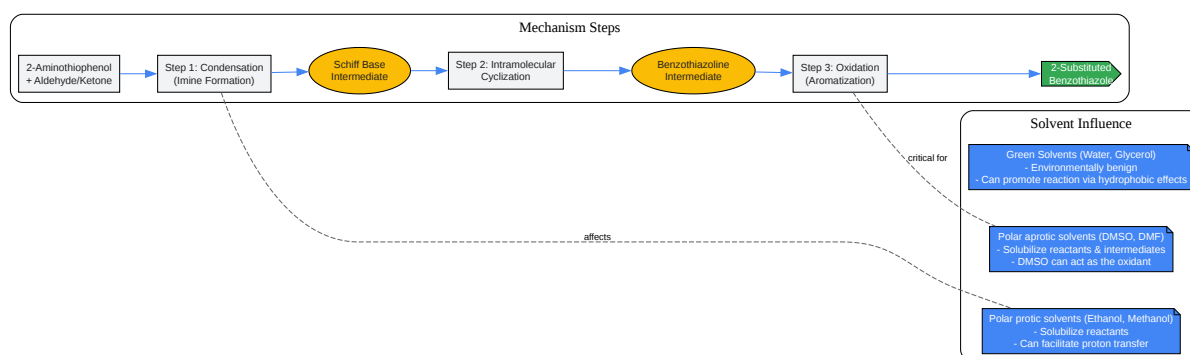 Mechanism Steps
2-Aminothiophenol
+ Aldehyde/Ketone
Step 1: Condensation
(Imine Formation)
Schiff Base
Intermediate
Step 2: Intramolecular
Cyclization
Benzothiazoline
Intermediate
Step 3: Oxidation
(Aromatization)
2-Substituted
Benzothiazole
Solvent Influence
critical for
Green Solvents (Water, Glycerol)
- Environmentally benign
- Can promote reaction via hydrophobic effects
affects
Polar aprotic solvents (DMSO, DMF)
- Solubilize reactants & intermediates
- DMSO can act as the oxidant
Polar protic solvents (Ethanol, Methanol)
- Solubilize reactants
- Can facilitate proton transfer